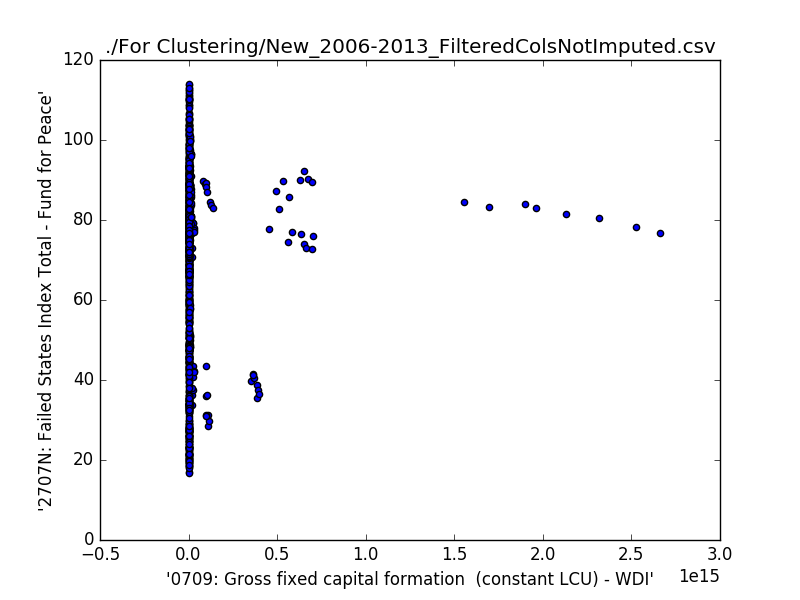 ./For Clustering/New_2006-2013_FilteredColsNotImputed.csv
120
100
80
60
40
20
0
'2707N: Failed States Index Total - Fund for Peace'
−0.5 0.0 0.5 1.0 1.5 2.0 2.5 3.0
1e15
'0709: Gross fixed capital formation  (constant LCU) - WDI'